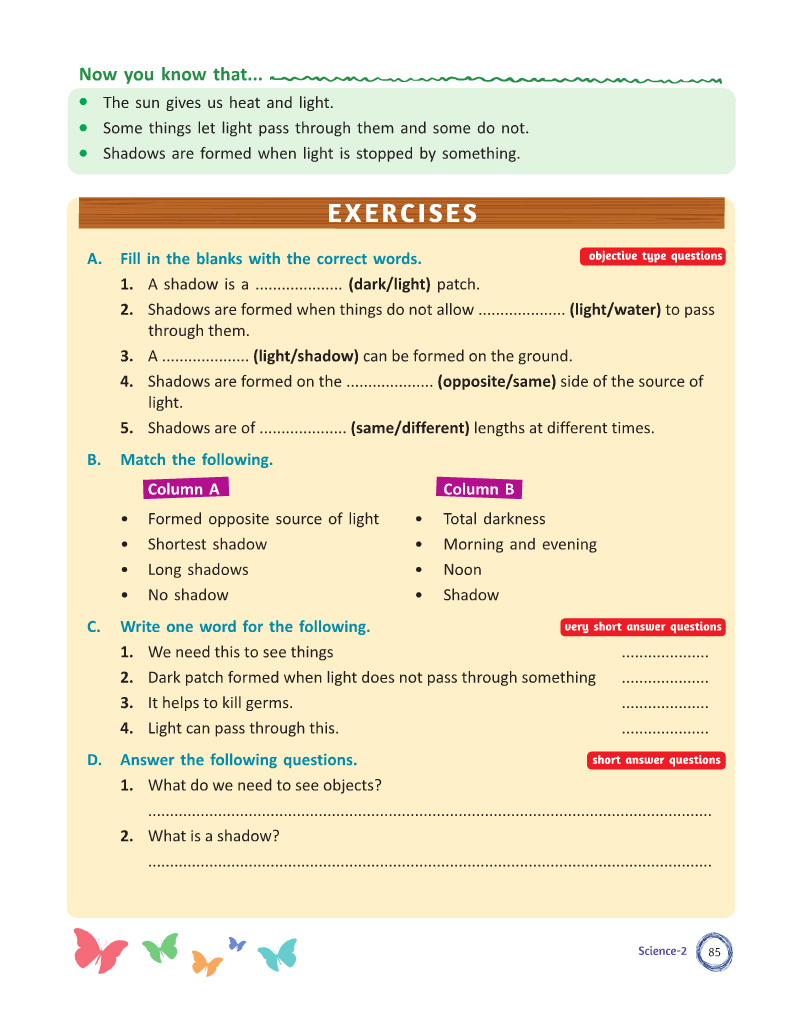 Now you know that...
• The sun gives us heat and light.
• Some things let light pass through them and some do not.
• Shadows are formed when light is stopped by something.
EXERCISES
A. Fill in the blanks with the correct words. objective type questions
1. A shadow is a .................... (dark/light) patch.
2. Shadows are formed when things do not allow .................... (light/water) to pass
through them.
3. A .................... (light/shadow) can be formed on the ground.
4. Shadows are formed on the .................... (opposite/same) side of the source of
light.
5. Shadows are of .................... (same/different) lengths at different times.
B. Match the following.
Column A Column B
• Formed opposite source of light • Total darkness
• Shortest shadow • Morning and evening
• Long shadows • Noon
• No shadow • Shadow
C. Write one word for the following. very short answer questions
1. We need this to see things ....................
2. Dark patch formed when light does not pass through something ....................
3. It helps to kill germs. ....................
4. Light can pass through this. ....................
D. Answer the following questions. short answer questions
1. What do we need to see objects?
..................................................................................................................................
2. What is a shadow?
..................................................................................................................................
Science-2 85